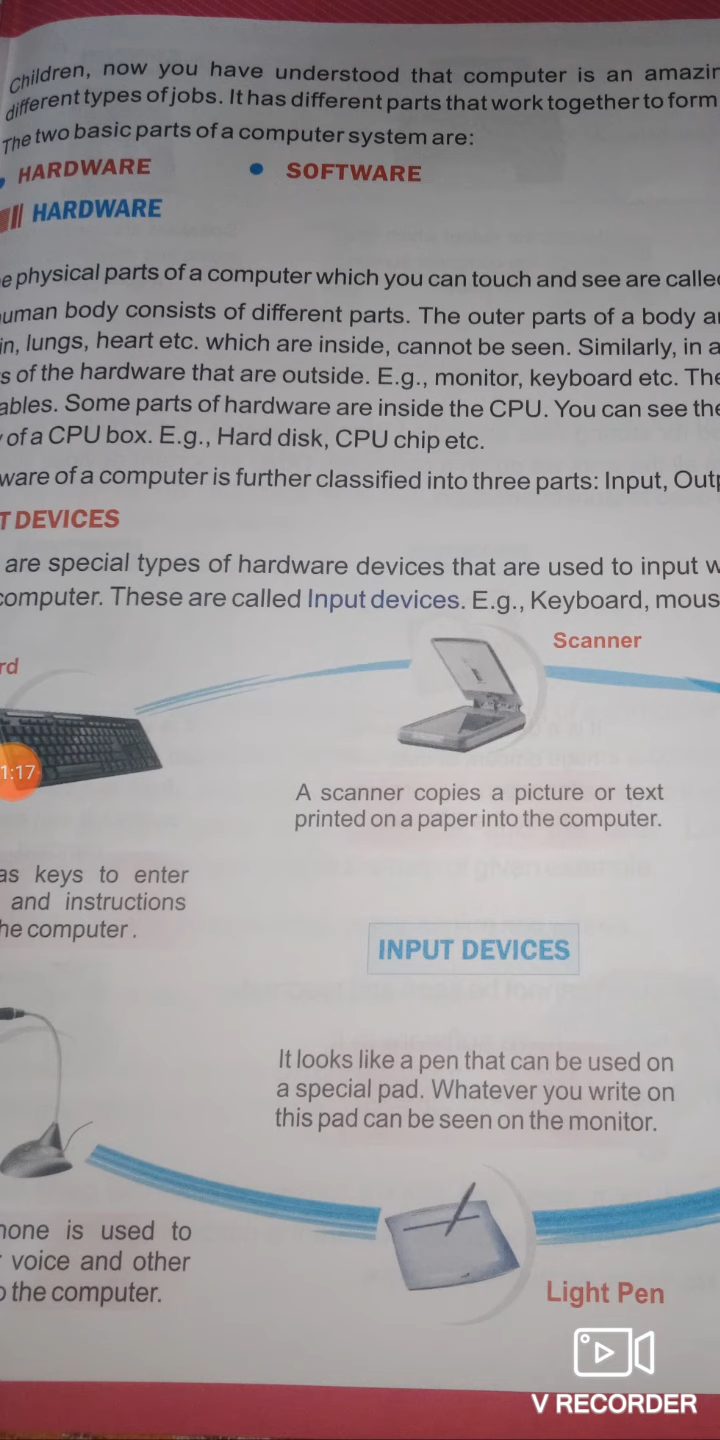 Children, now you have understood that computer is an amazin
different types of jobs. It has different parts that work together to form
The two basic parts of a computer system are:
HARDWARE • SOFTWARE
HARDWARE
e physical parts of a computer which you can touch and see are calle
uman body consists of different parts. The outer parts of a body a
in, lungs, heart etc. which are inside, cannot be seen. Similarly, in a
s of the hardware that are outside. E.g., monitor, keyboard etc. The
ables. Some parts of hardware are inside the CPU. You can see the
of a CPU box. E.g., Hard disk, CPU chip etc.
ware of a computer is further classified into three parts: Input, Outp
T DEVICES
are special types of hardware devices that are used to input w
computer. These are called Input devices. E.g., Keyboard, mous
rd
Scanner
1:17
A scanner copies a picture or text
printed on a paper into the computer.
as keys to enter
and instructions
he computer.
INPUT DEVICES
It looks like a pen that can be used on
a special pad. Whatever you write on
this pad can be seen on the monitor.
hone is used to
voice and other
o the computer.
Light Pen
V RECORDER